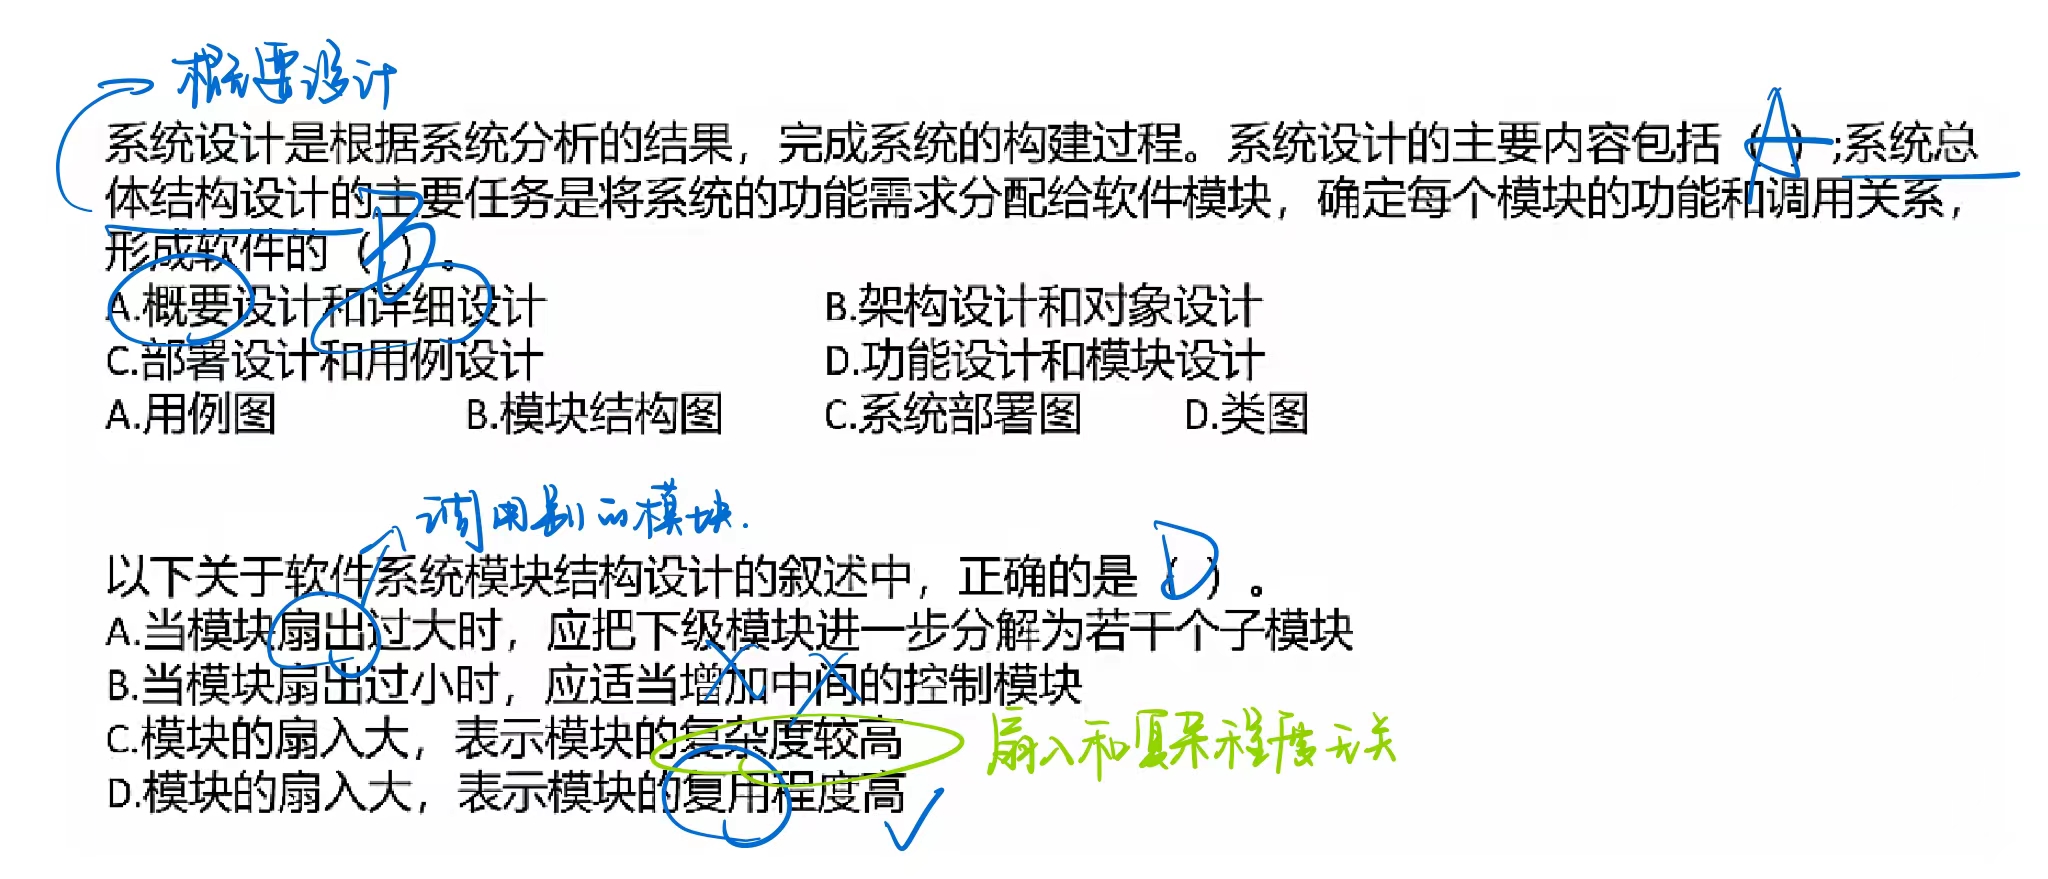 概要设计
系统设计是根据系统分析的结果，完成系统的构建过程。系统设计的主要内容包括（A）;系统总
体结构设计的主要任务是将系统的功能需求分配给软件模块，确定每个模块的功能和调用关系，
形成软件的（B）。
A.概要设计和详细设计 B.架构设计和对象设计
C.部署设计和用例设计 D.功能设计和模块设计
A.用例图 B.模块结构图 C.系统部署图 D.类图
调用别的模块.
以下关于软件系统模块结构设计的叙述中，正确的是（D）。
A.当模块扇出过大时，应把下级模块进一步分解为若干个子模块
B.当模块扇出过小时，应适当增加中间的控制模块
C.模块的扇入大，表示模块的复杂度较高 扇入和复杂程度无关
D.模块的扇入大，表示模块的复用程度高